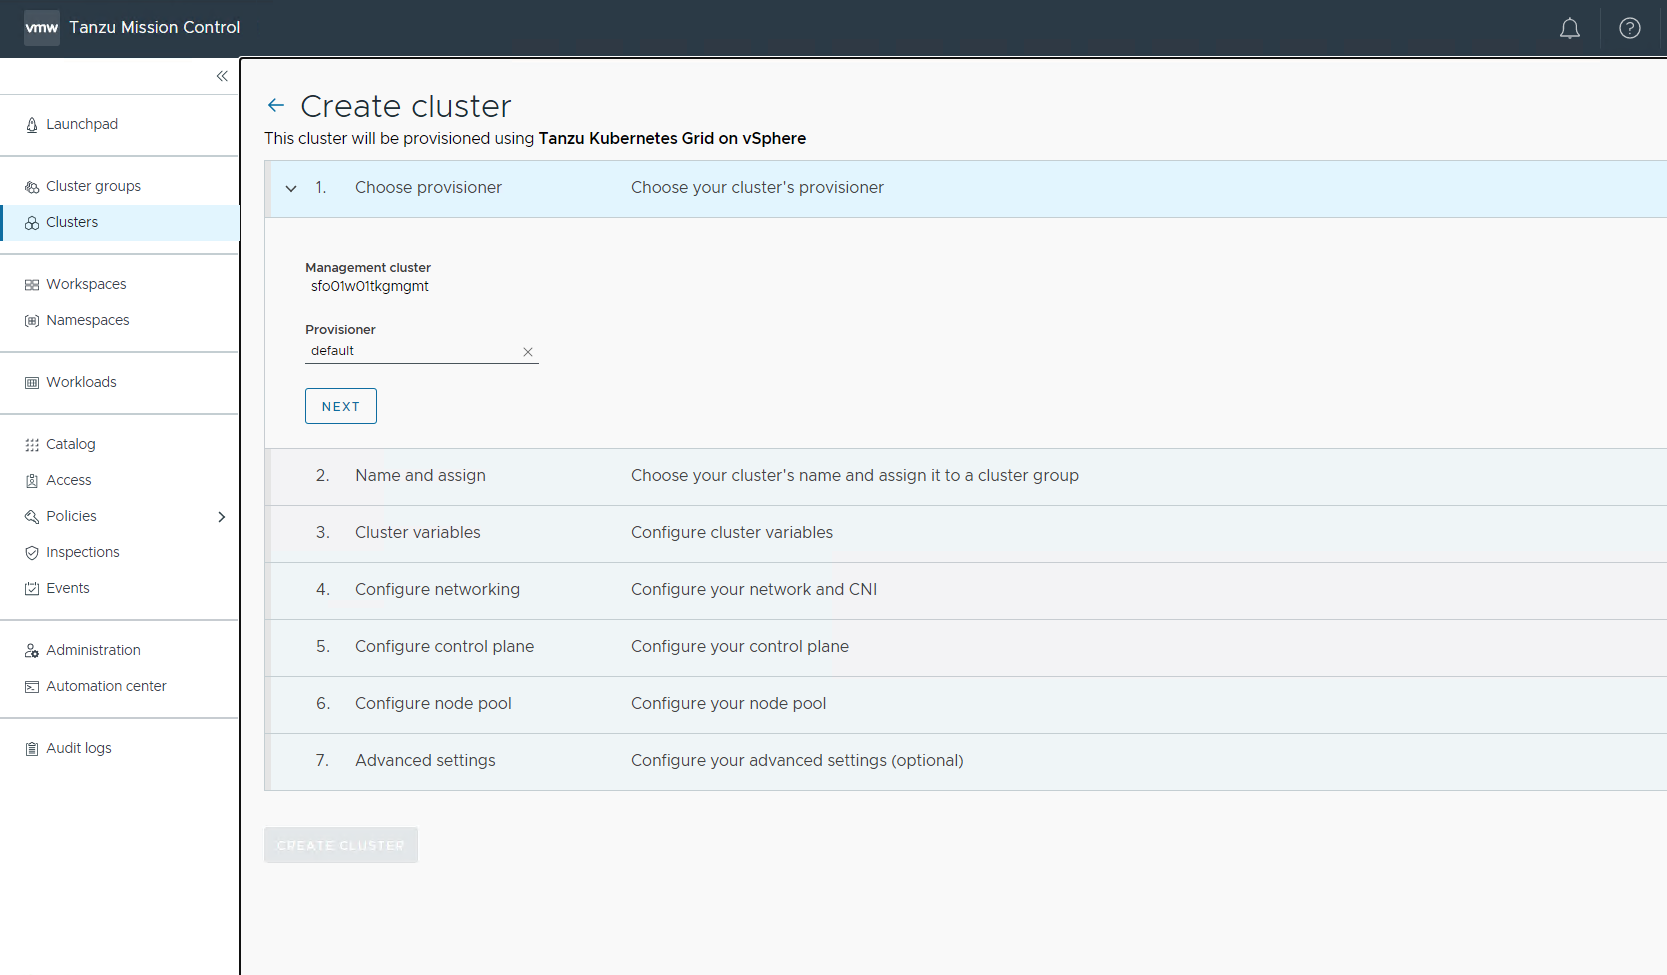 vmw Tanzu Mission Control
Launchpad
Cluster groups
Clusters
Workspaces
Namespaces
Workloads
Catalog
Access
Policies
Inspections
Events
Administration
Automation center
Audit logs
Create cluster
This cluster will be provisioned using Tanzu Kubernetes Grid on vSphere
1. Choose provisioner Choose your cluster's provisioner
Management cluster
sfo01w01tkgmgmt
Provisioner
default
NEXT
2. Name and assign Choose your cluster's name and assign it to a cluster group
3. Cluster variables Configure cluster variables
4. Configure networking Configure your network and CNI
5. Configure control plane Configure your control plane
6. Configure node pool Configure your node pool
7. Advanced settings Configure your advanced settings (optional)
CREATE CLUSTER